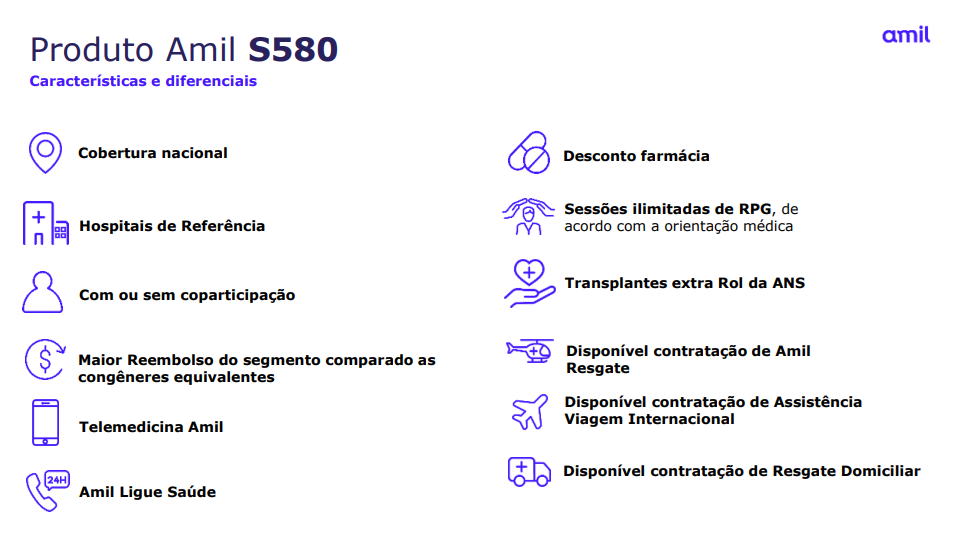 Produto Amil S580
amil
Características e diferenciais
Cobertura nacional
Hospitais de Referência
Com ou sem coparticipação
Maior Reembolso do segmento comparado as
congêneres equivalentes
Telemedicina Amil
24H
Amil Ligue Saúde
Desconto farmácia
Sessões ilimitadas de RPG, de
acordo com a orientação médica
Transplantes extra Rol da ANS
Disponível contratação de Amil
Resgate
Disponível contratação de Assistência
Viagem Internacional
Disponível contratação de Resgate Domiciliar